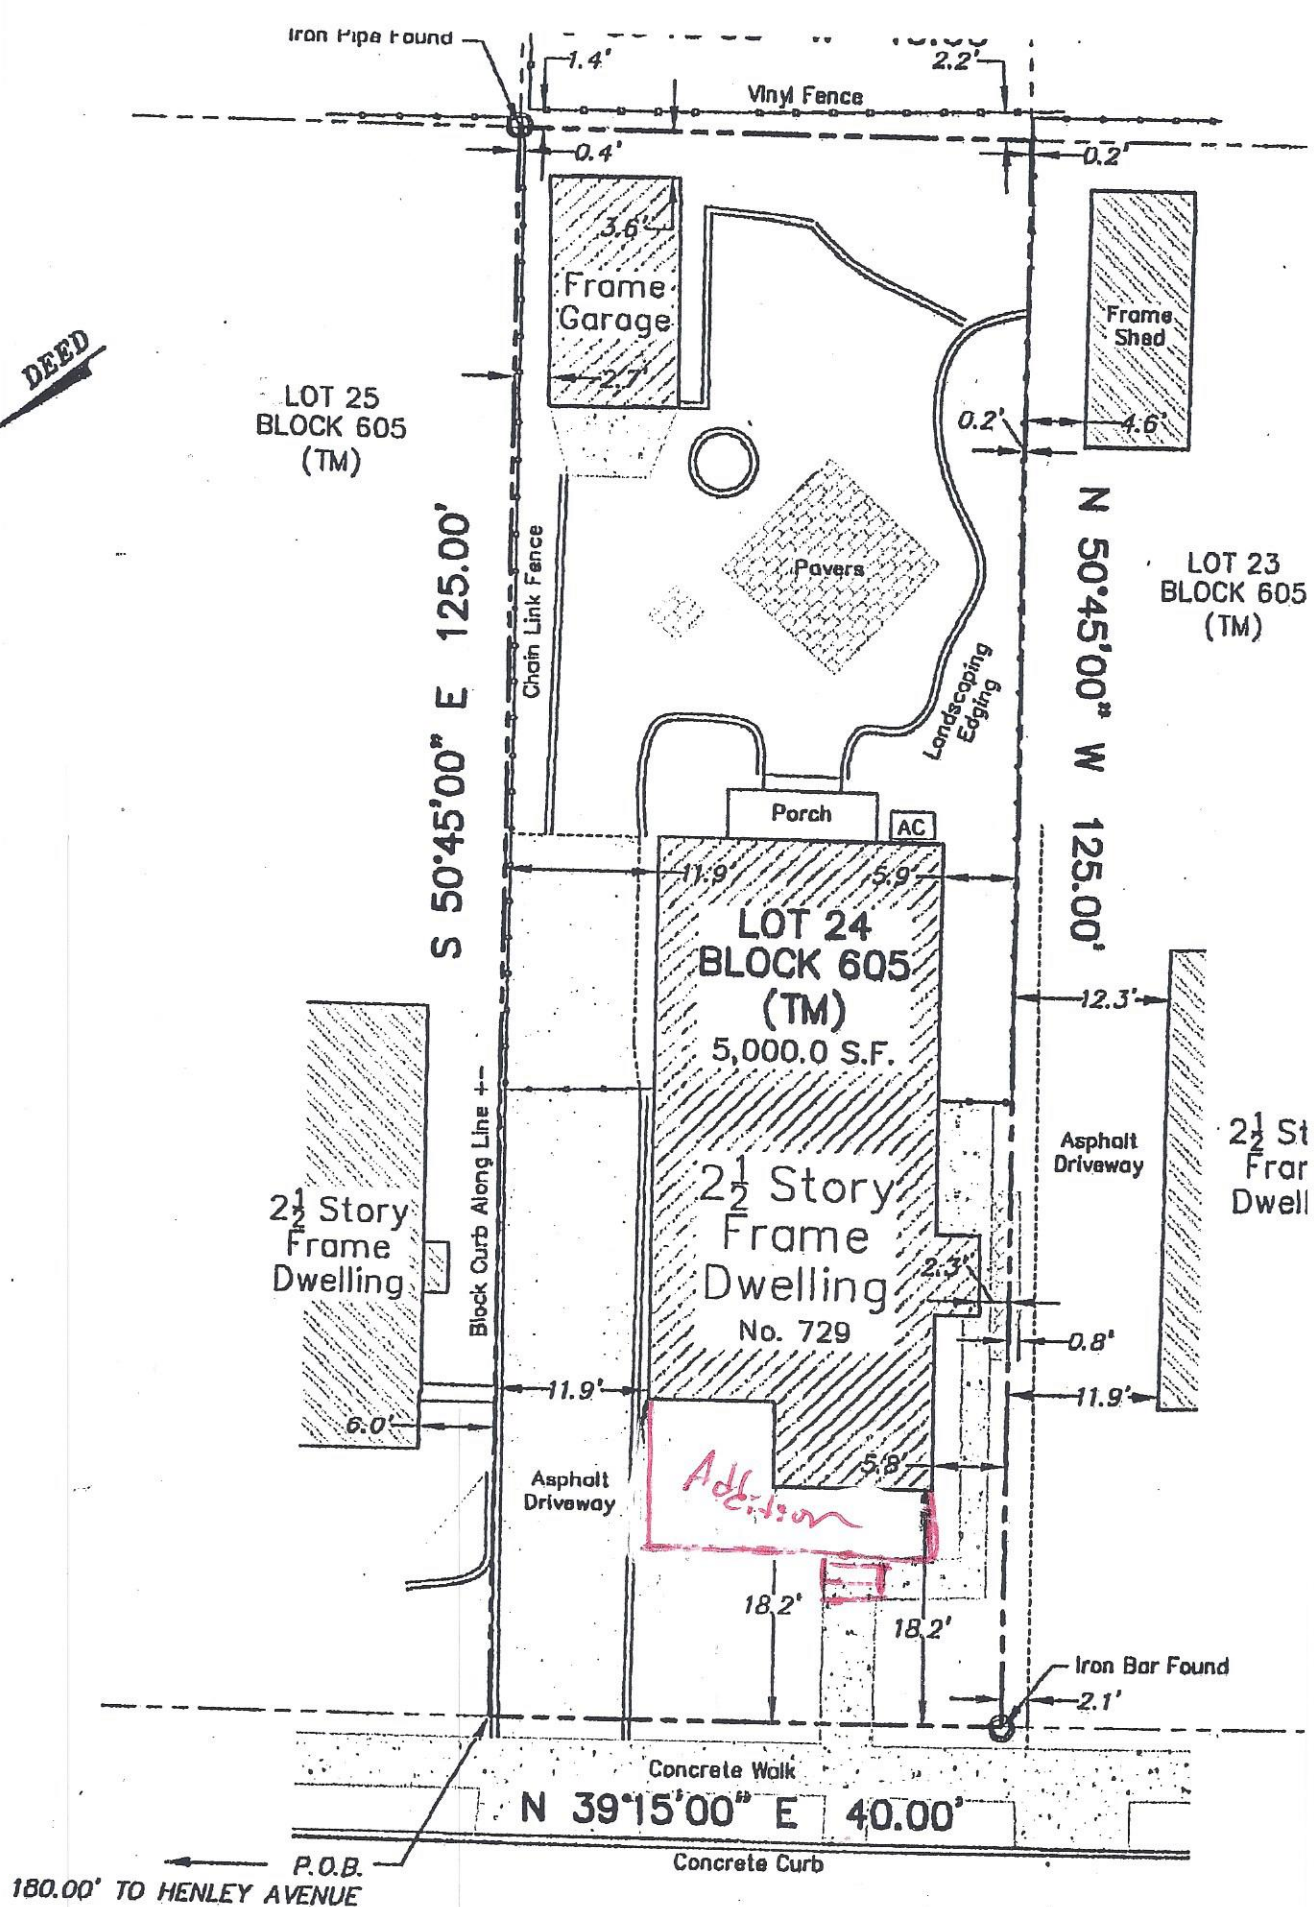 Iron Pipe Found
1.4'
2.2'
Vinyl Fence
0.4'
0.2'
3.6'
Frame
Garage
2.7'
Frame
Shed
DEED
LOT 25
BLOCK 605
(TM)
0.2'
4.6'
S 50°45'00" E 125.00'
Chain Link Fence
Pavers
N 50°45'00" W 125.00'
LOT 23
BLOCK 605
(TM)
Landscaping
Edging
Porch
AC
11.9'
5.9'
LOT 24
BLOCK 605
(TM)
5,000.0 S.F.
12.3'
Block Curb Along Line
Asphalt
Driveway
2½ St
Frar
Dwell
2½ Story
Frame
Dwelling
2½ Story
Frame
Dwelling
No. 729
2.3'
0.8'
11.9'
11.9'
6.0'
5.8'
Asphalt
Driveway
Addition
18.2'
18.2'
Iron Bar Found
2.1'
Concrete Walk
N 39°15'00" E 40.00'
Concrete Curb
P.O.B.
180.00' TO HENLEY AVENUE